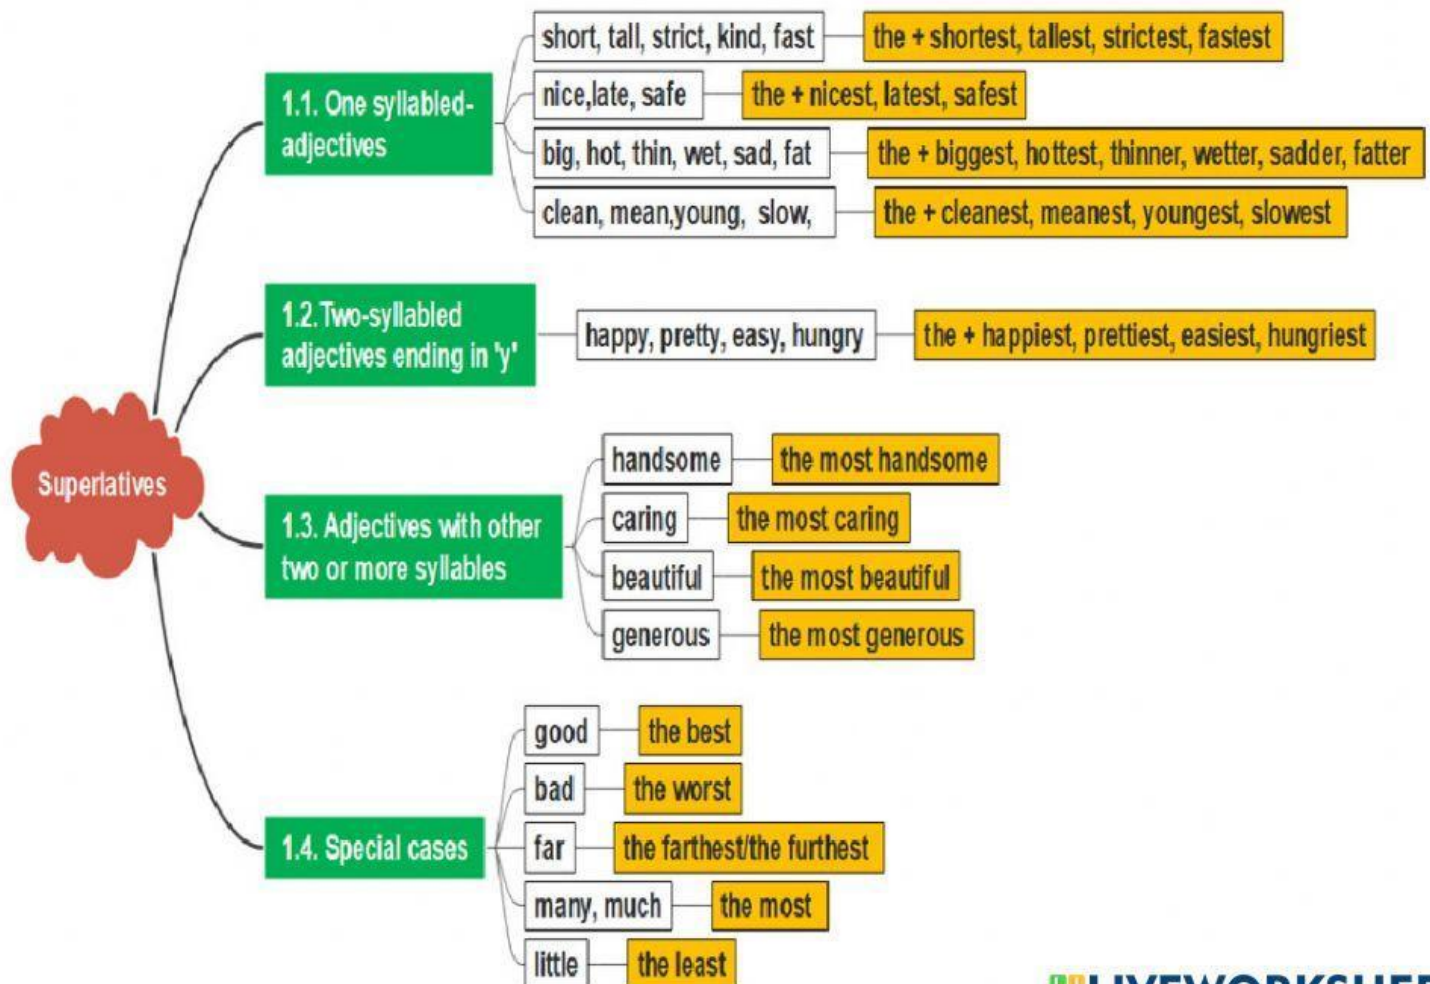 Superlatives
1.1. One syllabled-
adjectives
short, tall, strict, kind, fast
the + shortest, tallest, strictest, fastest
nice,late, safe
the + nicest, latest, safest
big, hot, thin, wet, sad, fat
the + biggest, hottest, thinner, wetter, sadder, fatter
clean, mean,young, slow,
the + cleanest, meanest, youngest, slowest
1.2.Two-syllabled
adjectives ending in 'y'
happy, pretty, easy, hungry
the + happiest, prettiest, easiest, hungriest
1.3. Adjectives with other
two or more syllables
handsome
the most handsome
caring
the most caring
beautiful
the most beautiful
generous
the most generous
1.4. Special cases
good
the best
bad
the worst
far
the farthest/the furthest
many, much
the most
little
the least